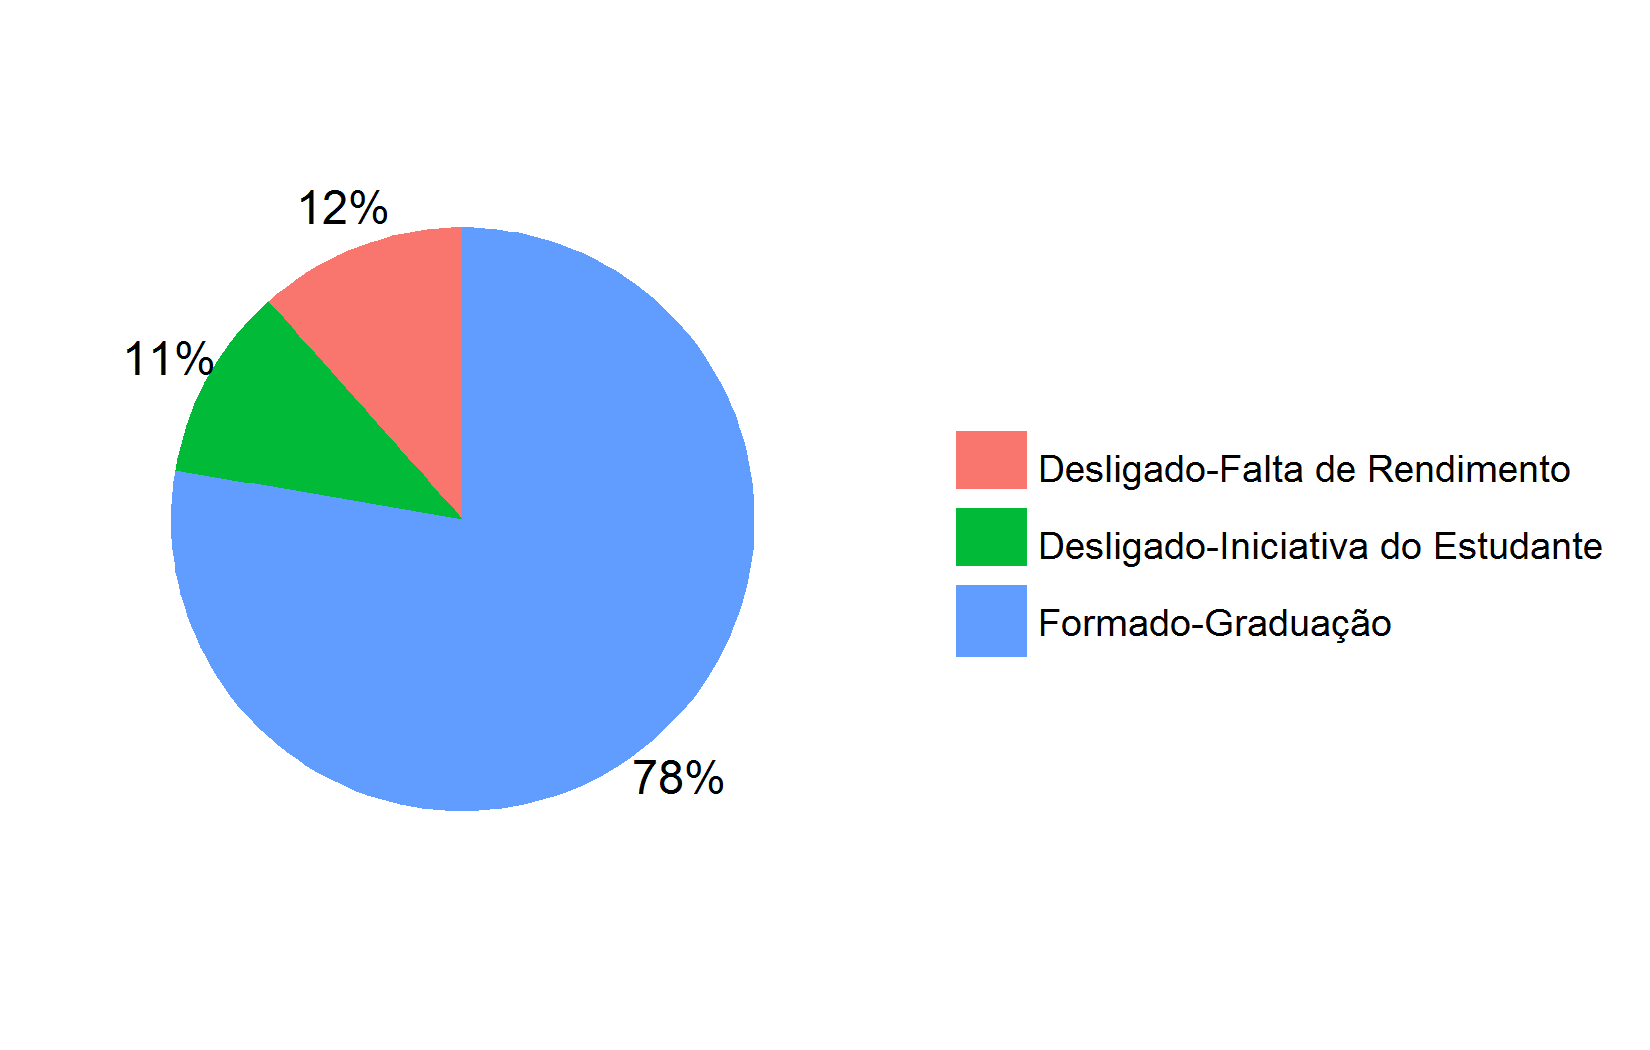 12%
11%
78%
Desligado-Falta de Rendimento
Desligado-Iniciativa do Estudante
Formado-Graduação